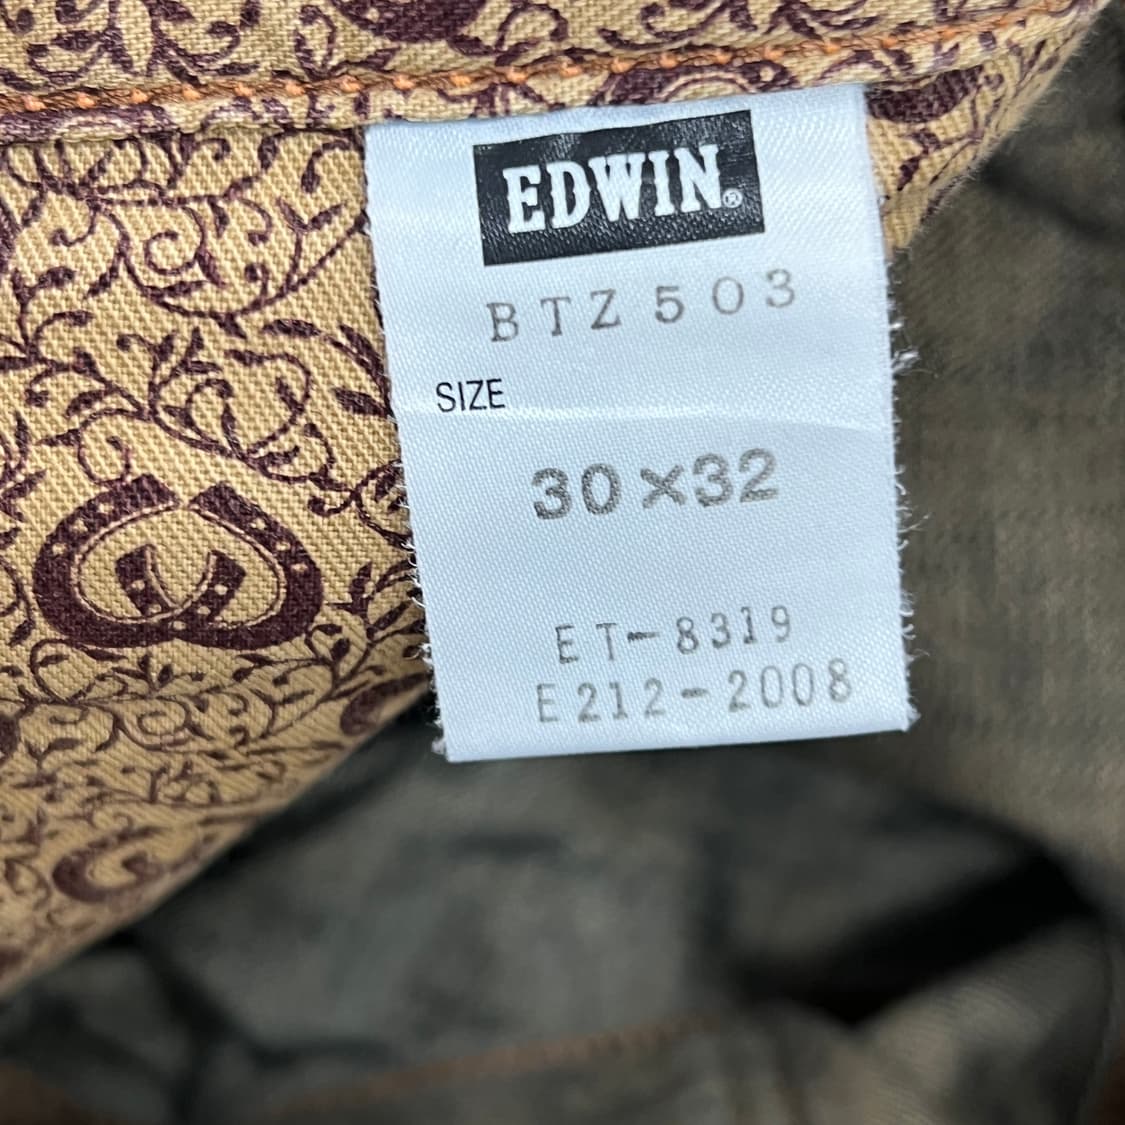 EDWIN®
BTZ503
SIZE
30×32
ET-8319
E212-2008